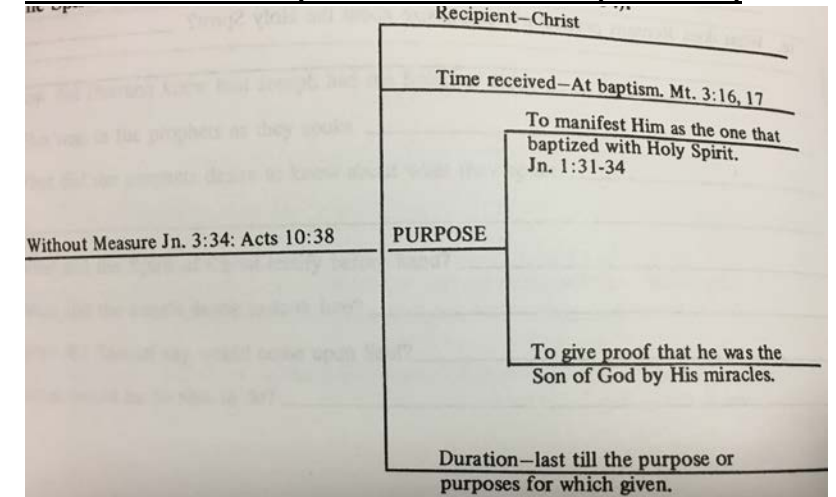 Recipient—Christ
Time received—At baptism. Mt. 3:16, 17
To manifest Him as the one that
baptized with Holy Spirit.
Jn. 1:31-34
Without Measure Jn. 3:34: Acts 10:38
PURPOSE
To give proof that he was the
Son of God by His miracles.
Duration—last till the purpose or
purposes for which given.